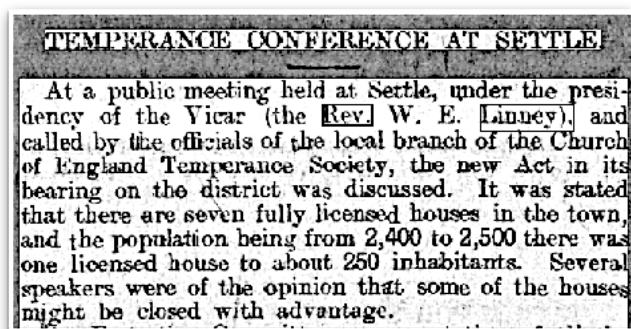 TEMPERANCE CONFERENCE AT SETTLE.
At a public meeting held at Settle, under the presi-
dency of the Vicar (the Rev. W. E. Linney), and
called by the officials of the local branch of the Church
of England Temperance Society, the new Act in its
bearing on the district was discussed. It was stated
that there are seven fully licensed houses in the town,
and the population being from 2,400 to 2,500 there was
one licensed house to about 250 inhabitants. Several
speakers were of the opinion that some of the houses
might be closed with advantage.